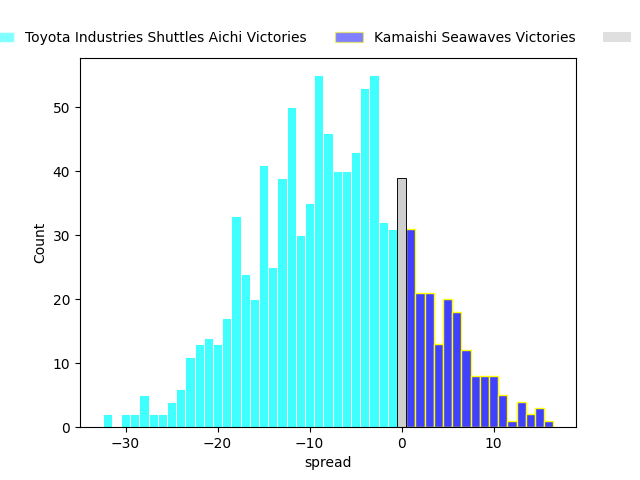 Toyota Industries Shuttles Aichi Victories Kamaishi Seawaves Victories
50
40
30
20
10
0
Count
−30 −20 −10 0 10
spread